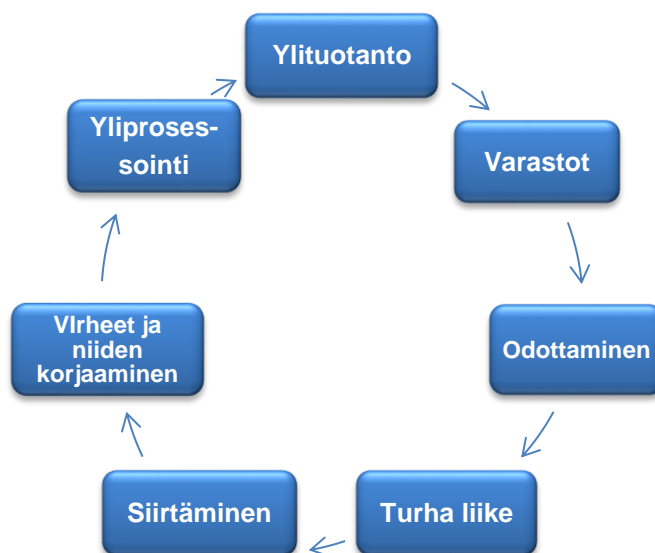 Ylituotanto
Varastot
Odottaminen
Turha liike
Siirtäminen
VIrheet ja
niiden
korjaaminen
Yliproses-
sointi